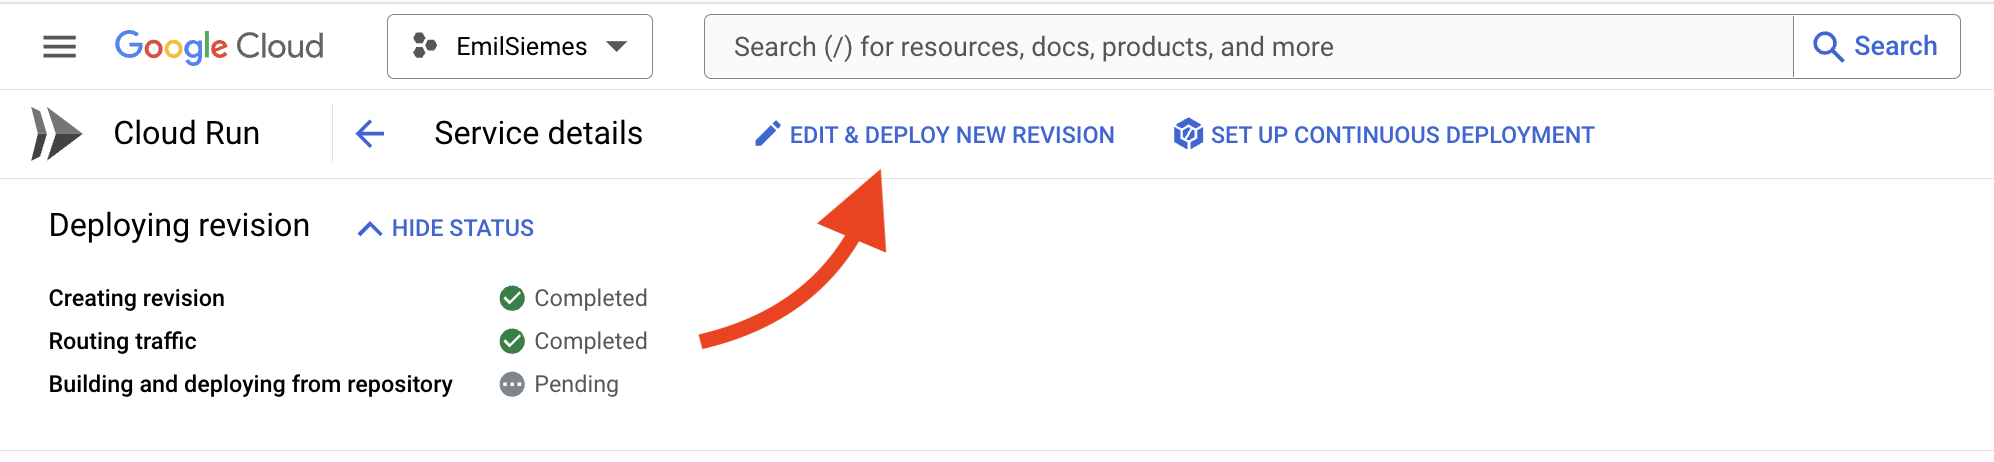 Google Cloud EmilSiemes Search (/) for resources, docs, products, and more Search
Cloud Run Service details EDIT & DEPLOY NEW REVISION SET UP CONTINUOUS DEPLOYMENT
Deploying revision HIDE STATUS
Creating revision Completed
Routing traffic Completed
Building and deploying from repository Pending